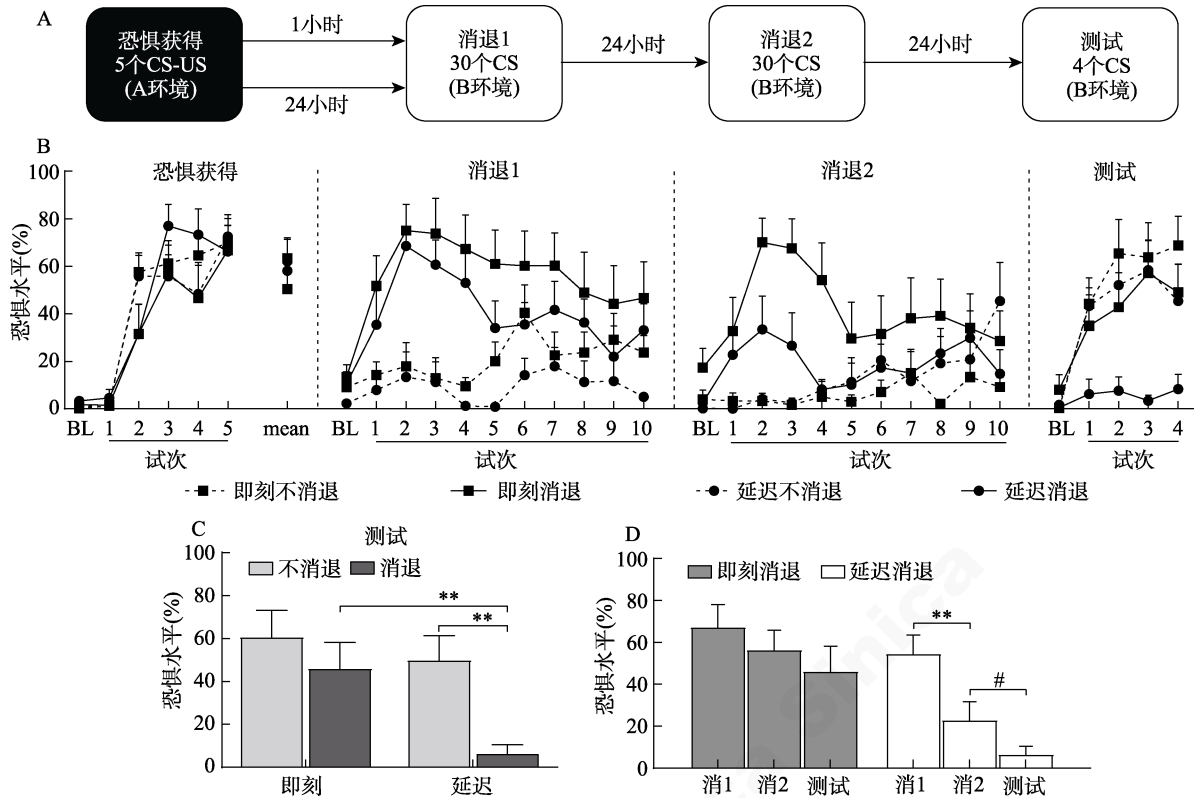 A
恐惧获得
5个CS-US
(A环境)
1小时
24小时
消退1
30个CS
(B环境)
24小时
消退2
30个CS
(B环境)
24小时
测试
4个CS
(B环境)
B
恐惧获得
消退1
消退2
测试
恐惧水平(%)
100
80
60
40
20
0
BL 1 2 3 4 5 mean
BL 1 2 3 4 5 6 7 8 9 10
BL 1 2 3 4 5 6 7 8 9 10
BL 1 2 3 4
试次
试次
试次
试次
即刻不消退
即刻消退
延迟不消退
延迟消退
C
测试
不消退
消退
恐惧水平(%)
100
80
60
40
20
0
**
**
即刻
延迟
D
即刻消退
延迟消退
恐惧水平(%)
100
80
60
40
20
0
**
#
消1 消2 测试
消1 消2 测试